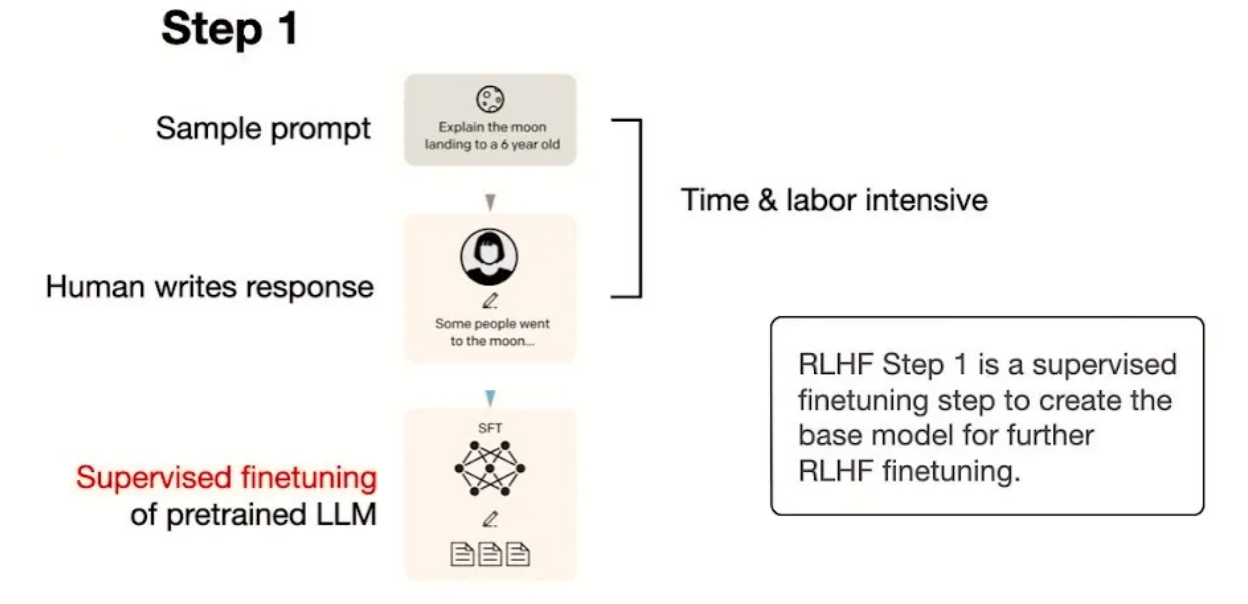 Step 1
Sample prompt
Explain the moon
landing to a 6 year old
Time & labor intensive
Human writes response
Some people went
to the moon...
RLHF Step 1 is a supervised
finetuning step to create the
base model for further
RLHF finetuning.
SFT
Supervised finetuning
of pretrained LLM